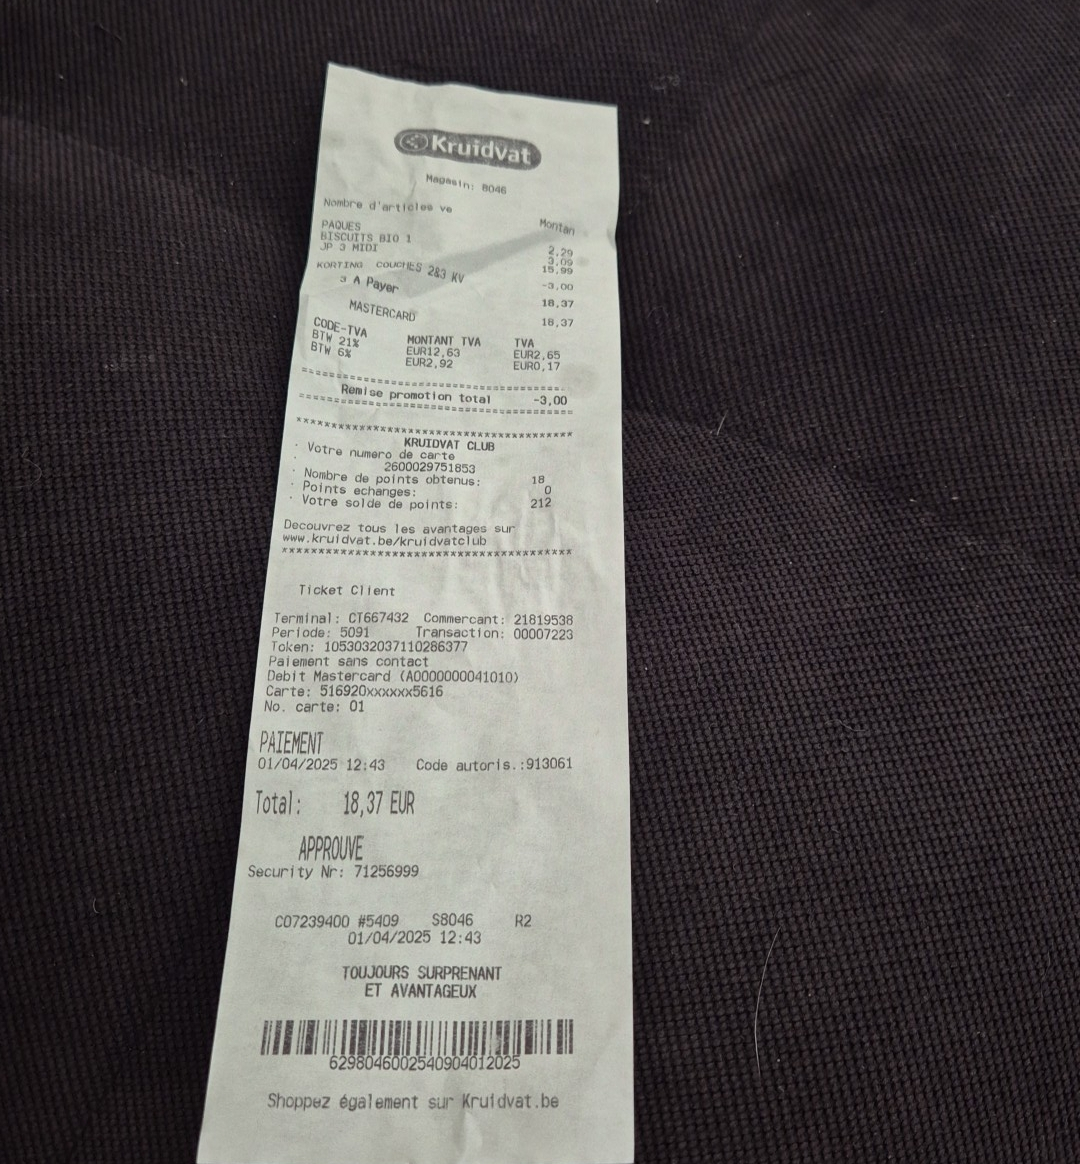 Kruidvat
Magasin: 8046
Nombre d'articles ve
Montan
PAQUES 2,29
BISCUITS BIO 1 3,09
JP 3 MIDI 15,99
KORTING COUCHES 2&3 KV -3,00
3 A Payer 18,37
MASTERCARD 18,37
CODE-TVA MONTANT TVA TVA
BTW 21% EUR12,63 EUR2,65
BTW 6% EUR2,92 EUR0,17
========================================
Remise promotion total -3,00
========================================
****************************************
KRUIDVAT CLUB
Votre numero de carte
2600029751853
Nombre de points obtenus: 18
Points echanges: 0
Votre solde de points: 212
Decouvrez tous les avantages sur
www.kruidvat.be/kruidvatclub
****************************************
Ticket Client
Terminal: CT667432 Commercant: 21819538
Periode: 5091 Transaction: 00007223
Token: 1053032037110286377
Paiement sans contact
Debit Mastercard (A0000000041010)
Carte: 516920xxxxxx5616
No. carte: 01
PAIEMENT
01/04/2025 12:43 Code autoris.:913061
Total: 18,37 EUR
APPROUVE
Security Nr: 71256999
C07239400 #5409 S8046 R2
01/04/2025 12:43
TOUJOURS SURPRENANT
ET AVANTAGEUX
6298046002540904012025
Shoppez également sur Kruidvat.be